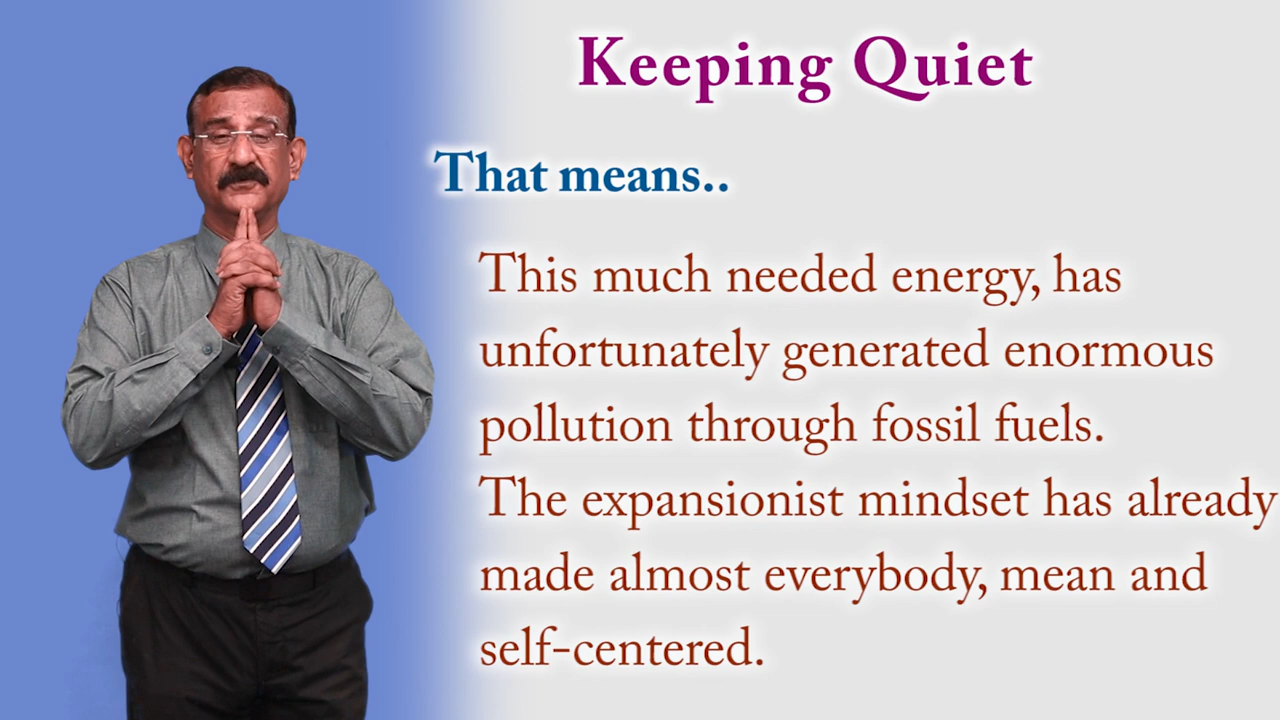 Keeping Quiet
That means..
This much needed energy, has
unfortunately generated enormous
pollution through fossil fuels.
The expansionist mindset has already
made almost everybody, mean and
self-centered.